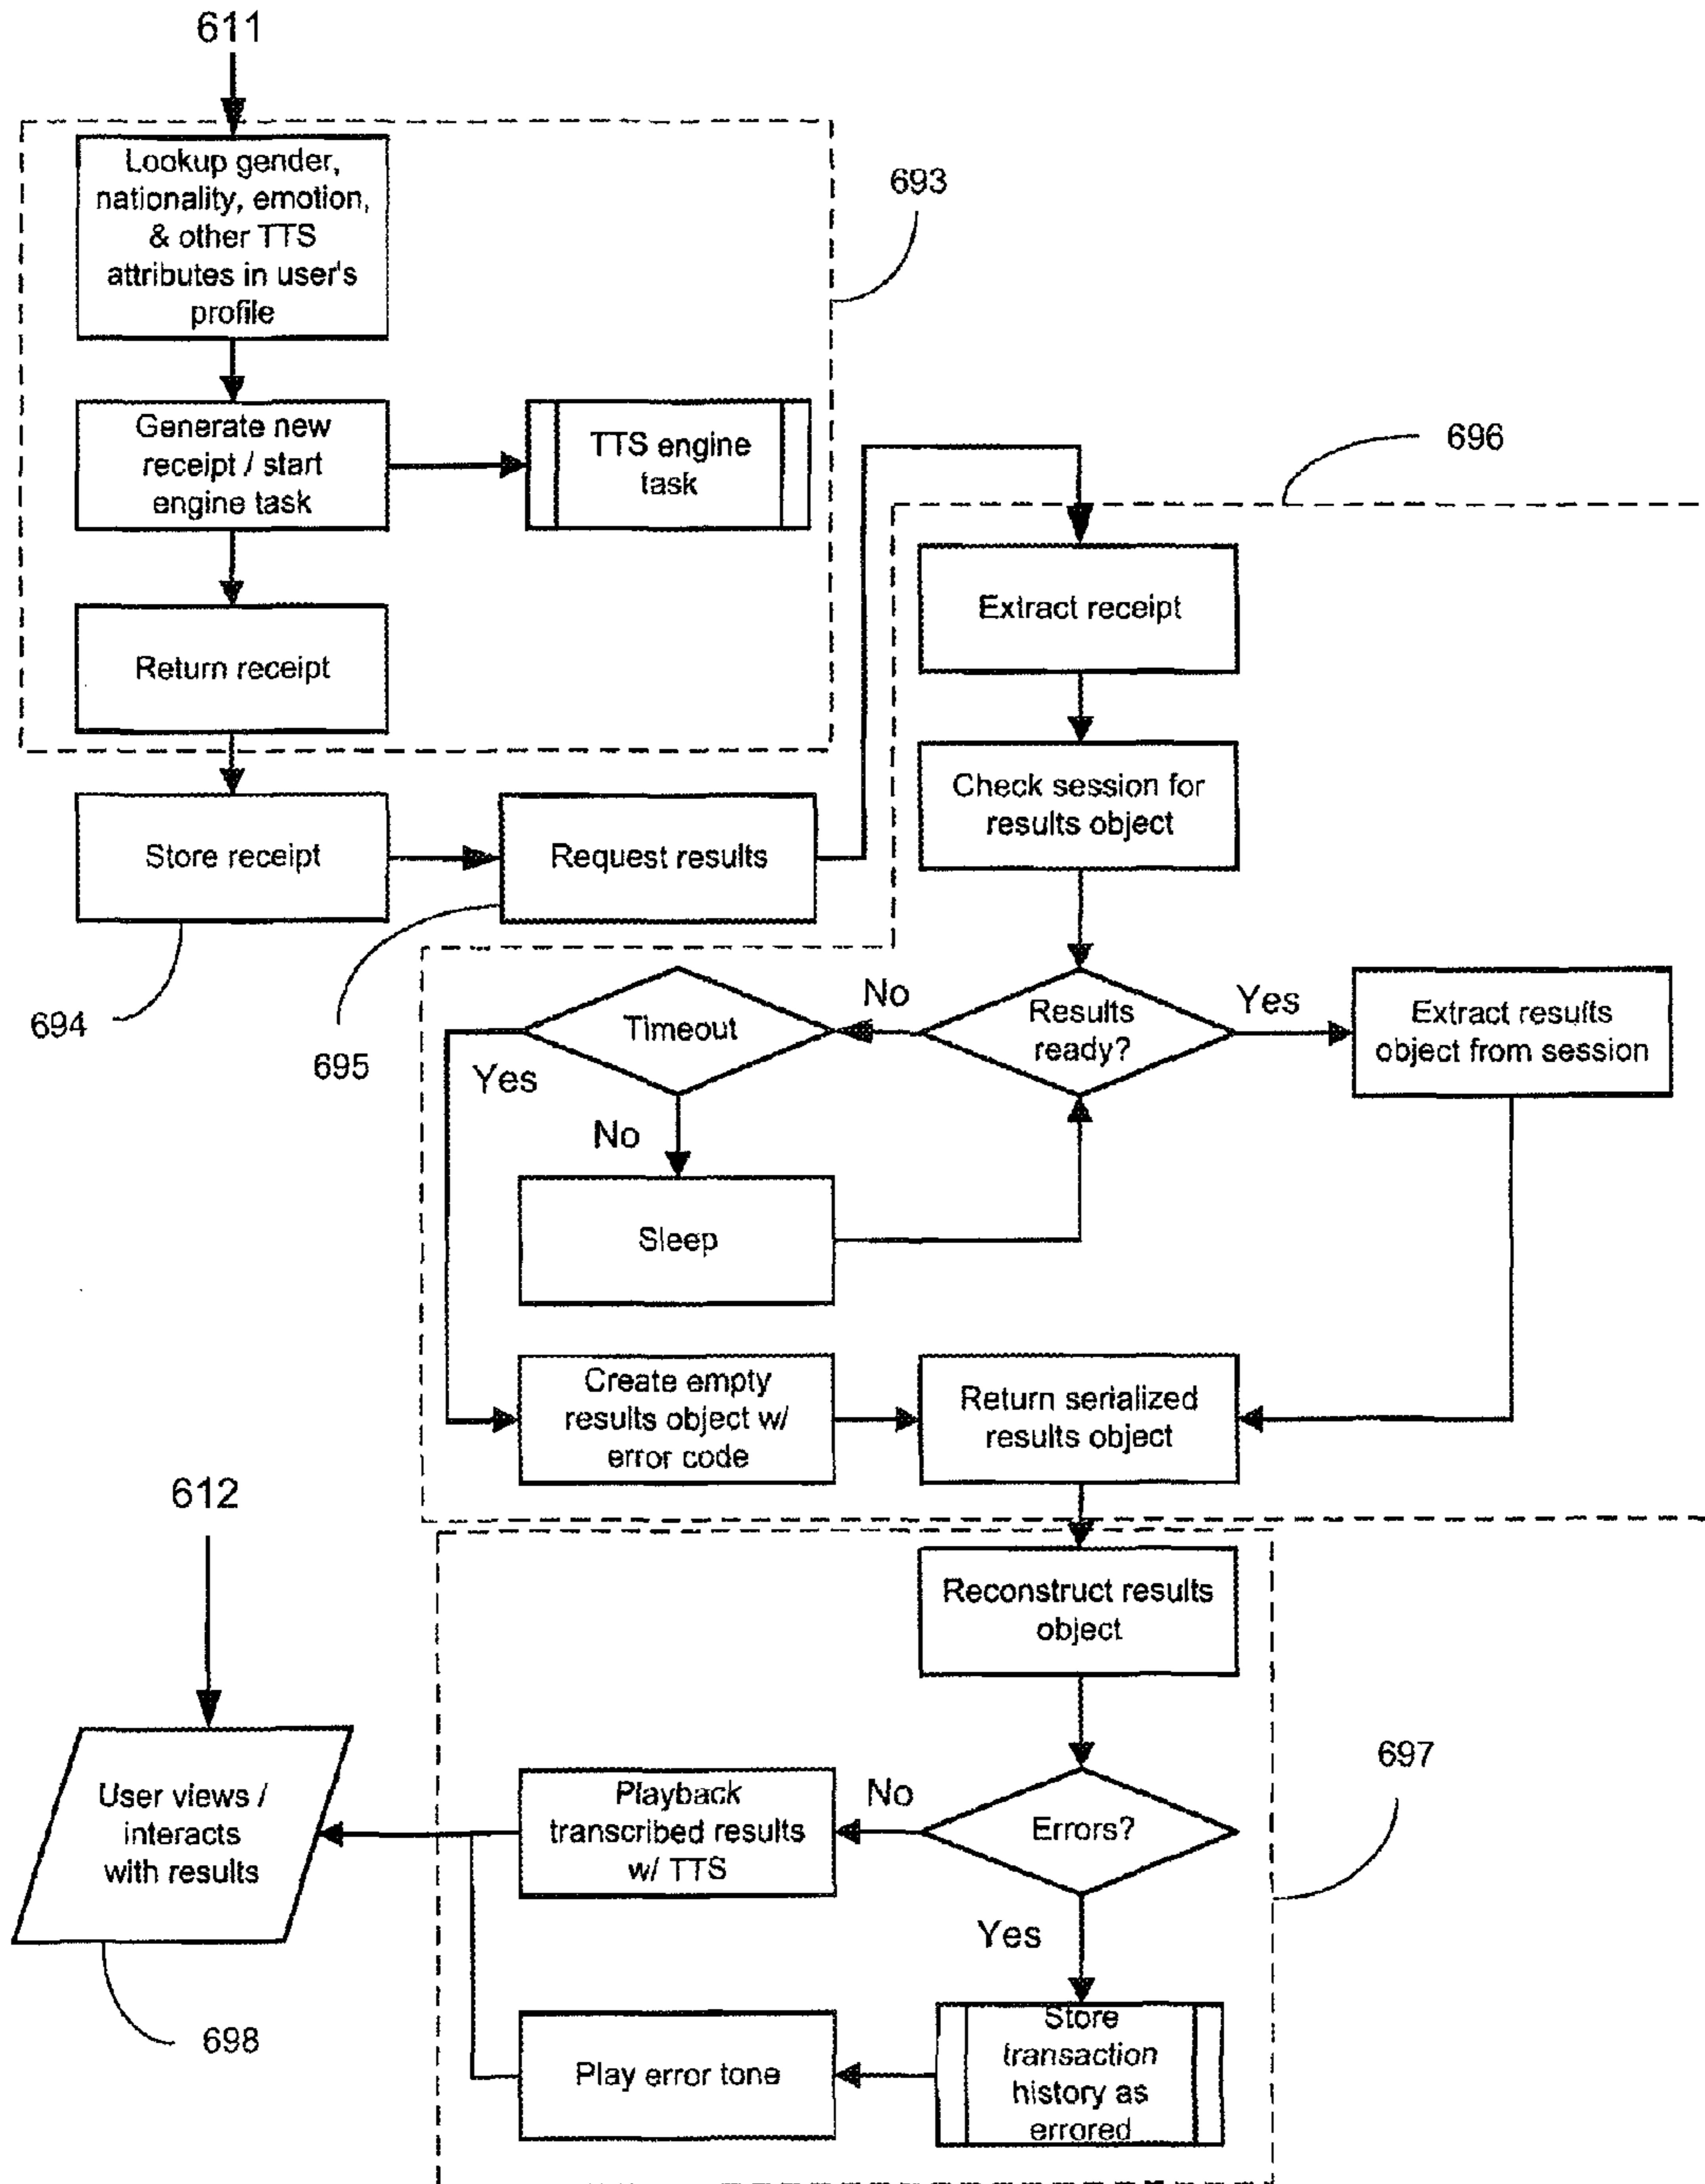 611
Lookup gender,
nationality, emotion,
& other TTS
attributes in user's
profile
693
Generate new
receipt / start
engine task
TTS engine
task
696
Return receipt
Extract receipt
Check session for
results object
Store receipt
Request results
694
695
Timeout
No
Results
ready?
Yes
Extract results
object from session
Yes
No
Sleep
Create empty
results object w/
error code
Return serialized
results object
612
Reconstruct results
object
697
User views /
interacts
with results
Playback
transcribed results
w/ TTS
No
Errors?
Yes
698
Play error tone
Store
transaction
history as
errored